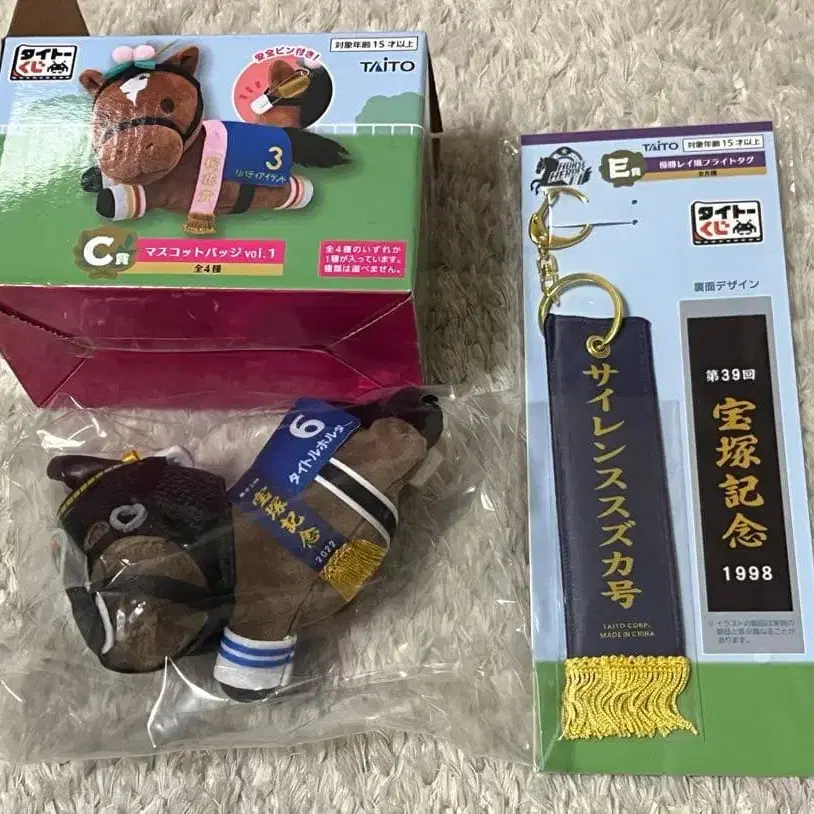 タイトーくじ
安全ピン付き!
対象年齢15才以上
TAITO
3
リバティアイランド
C賞
マスコットバッジ vol.1
全4種
全4種のいずれか
1種が入っています。
種類は選べません。
6
タイトルホルダー
宝塚記念
2022
E賞
TAITO
対象年齢15才以上
優勝レイ風フライトタグ
タイトーくじ
サイレンススズカ号
TAITO CORP.
MADE IN CHINA
裏面デザイン
第39回
宝塚記念
1998